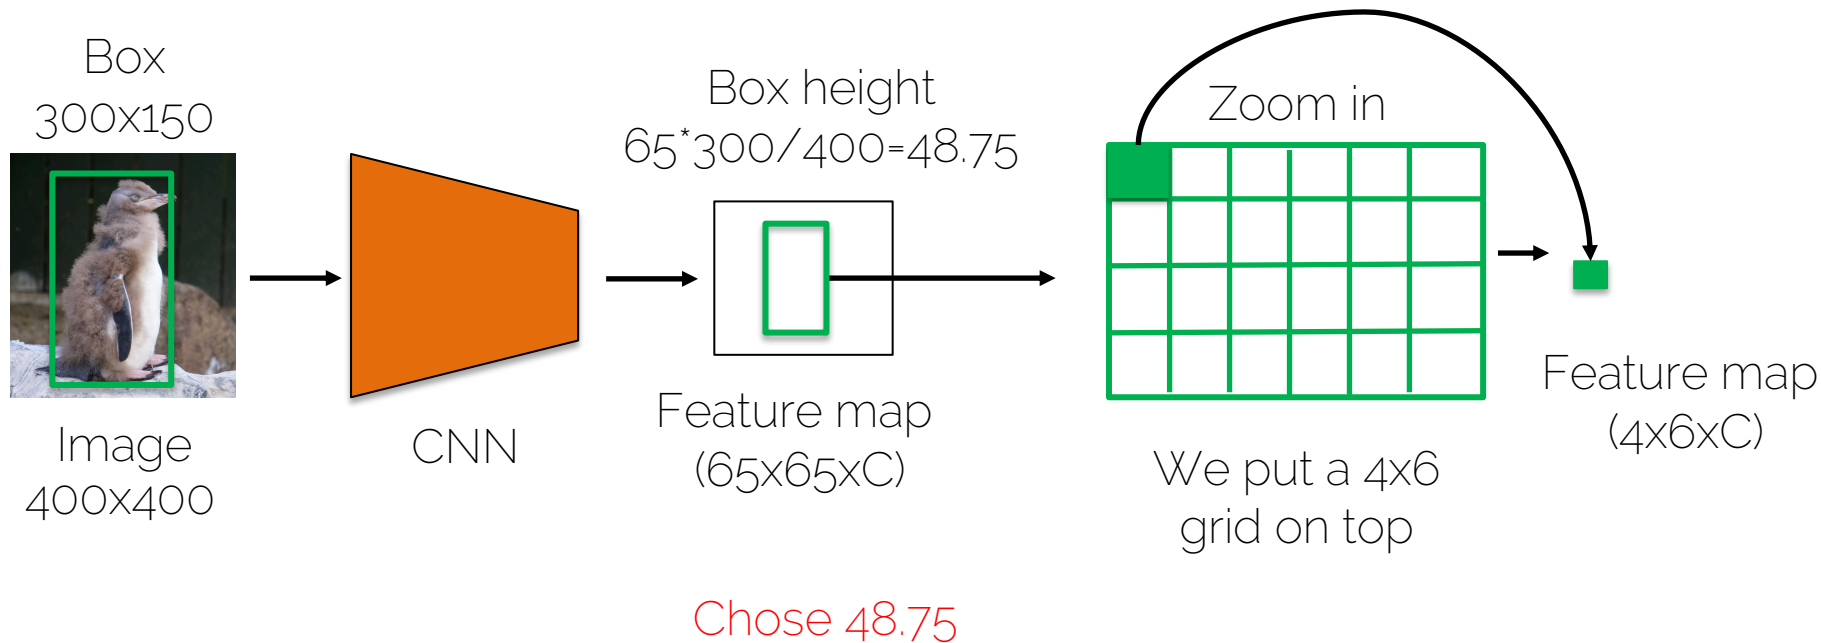 Box
300x150
Image
400x400
CNN
Box height
65*300/400=48.75
Feature map
(65x65xC)
Zoom in
We put a 4x6
grid on top
Feature map
(4x6xC)
Chose 48.75